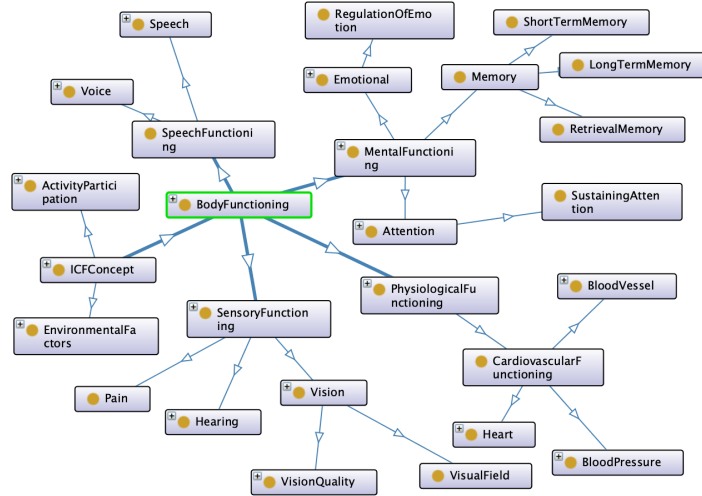 Speech
RegulationOfEmo
tion
ShortTermMemory
LongTermMemory
Emotional
Memory
Voice
RetrievalMemory
SpeechFunctioni
ng
MentalFunctioni
ng
ActivityPartici
pation
BodyFunctioning
SustainingAtten
tion
Attention
ICFConcept
PhysiologicalFu
nctioning
BloodVessel
EnvironmentalFa
ctors
SensoryFunction
ing
CardiovascularF
unctioning
Pain
Vision
Hearing
Heart
VisionQuality
VisualField
BloodPressure